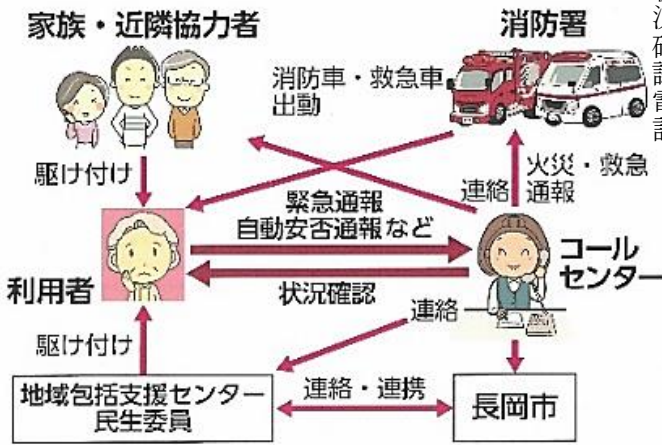 家族・近隣協力者
消防署
消防車・救急車
出動
駆け付け
連絡
火災・救急
通報
緊急通報
自動安否通報など
利用者
状況確認
コール
センター
駆け付け
連絡
地域包括支援センター
民生委員
連絡・連携
長岡市
確
認
電